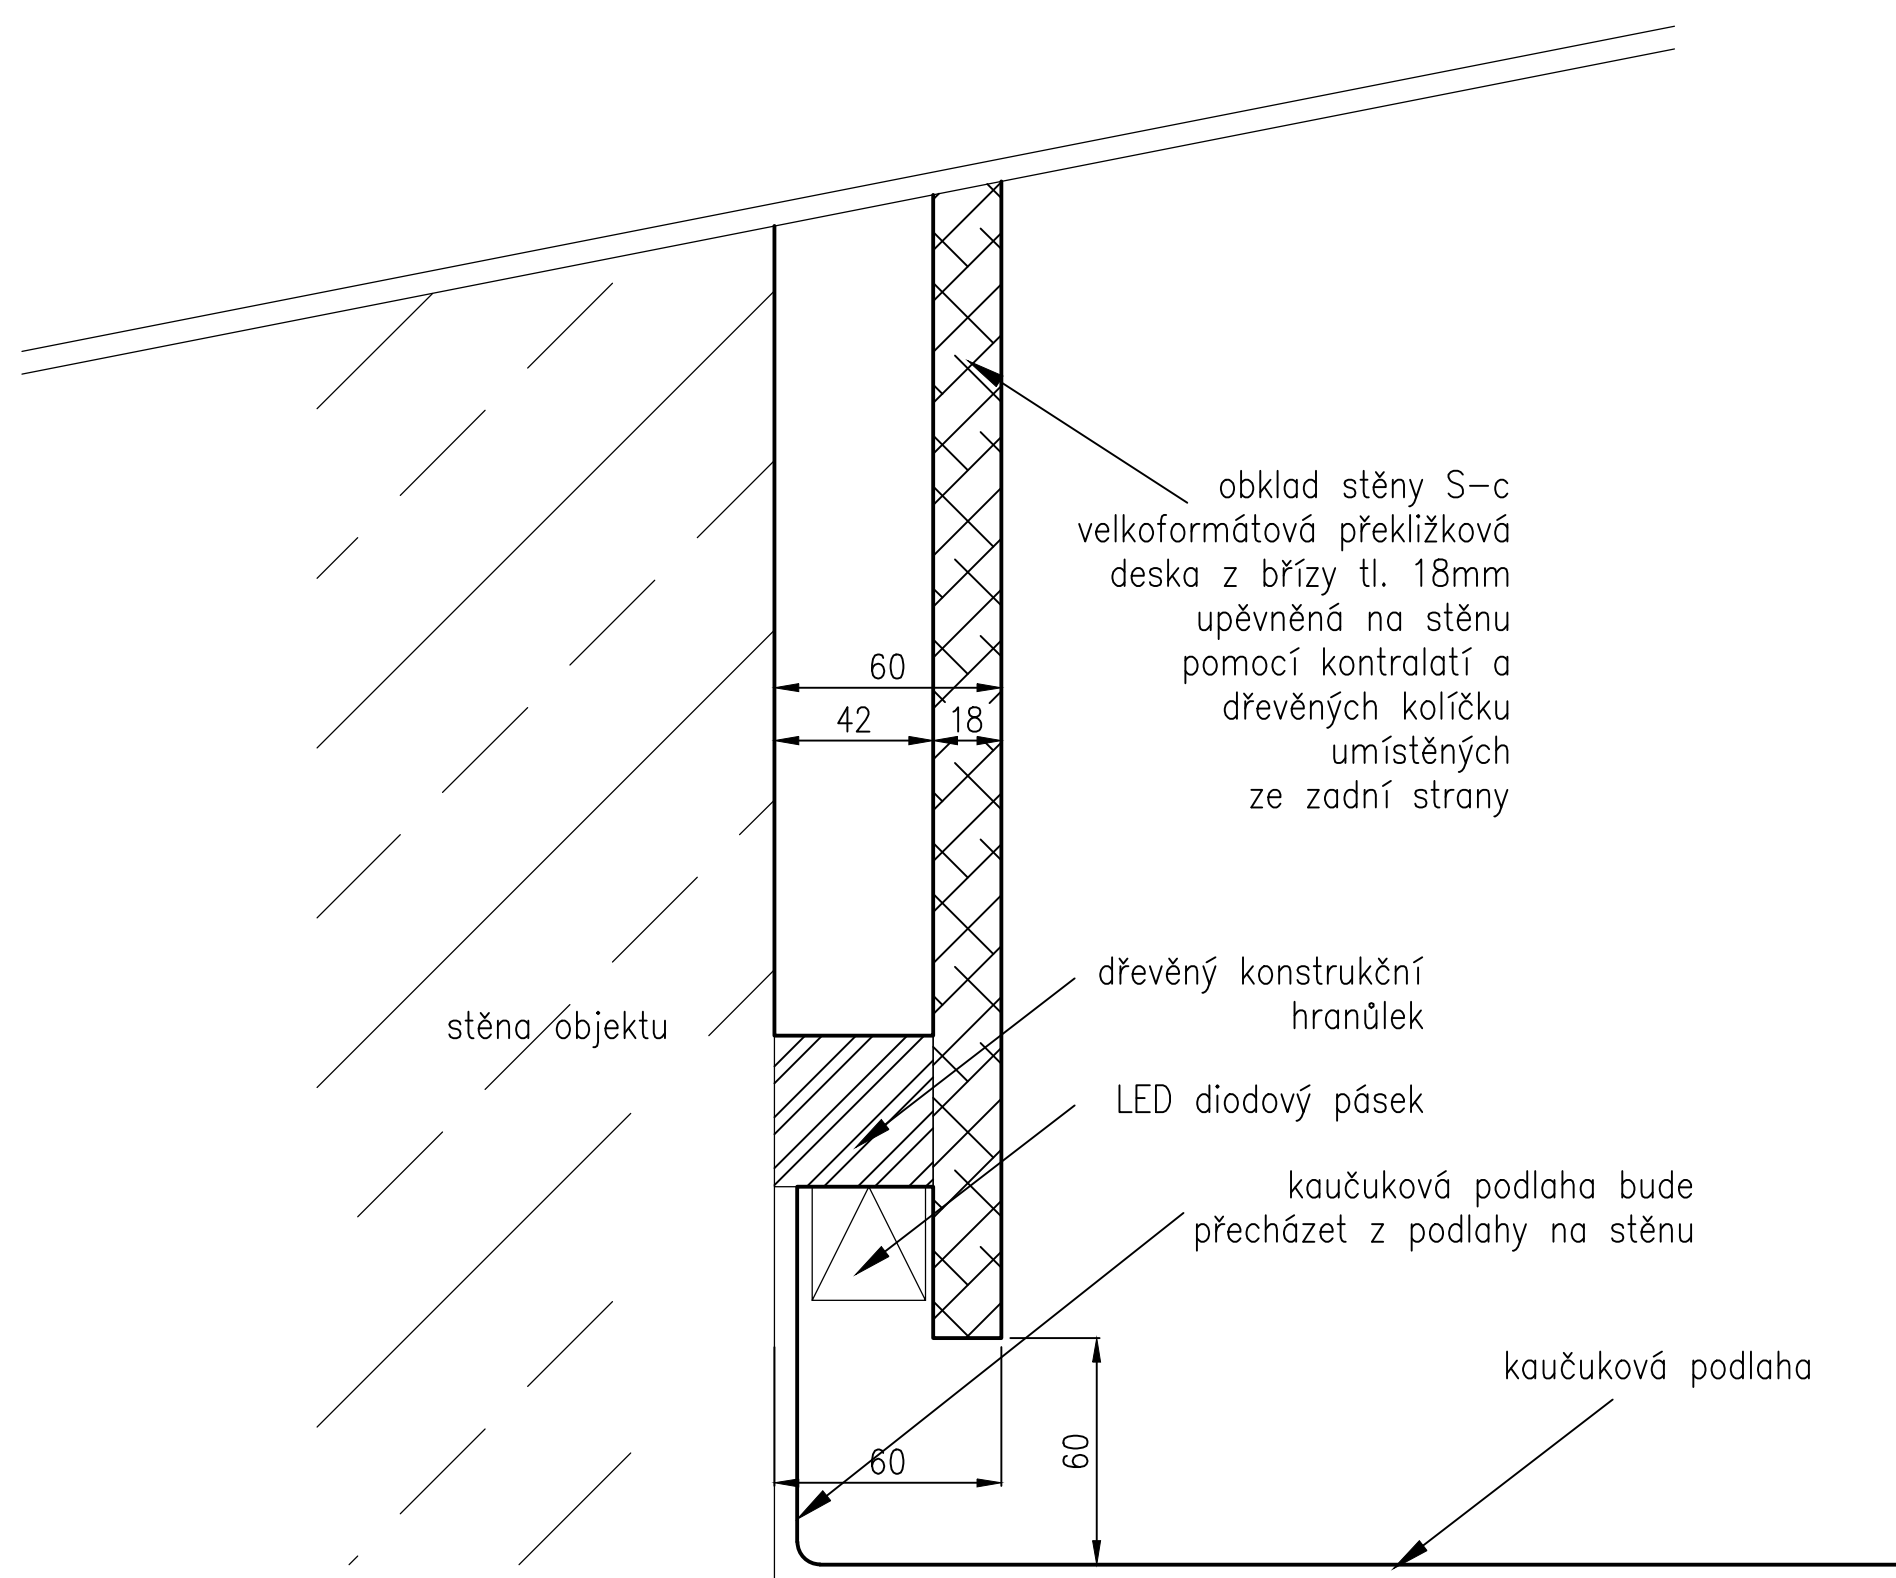 obklad stěny S-c
velkoformátová překližková
deska z břízy tl. 18mm
upěvněná na stěnu
pomocí kontralatí a
dřevěných kolíčku
umístěných
ze zadní strany
60
42
18
dřevěný konstrukční
hranůlek
stěna objektu
LED diodový pásek
kaučuková podlaha bude
přecházet z podlahy na stěnu
kaučuková podlaha
60
60